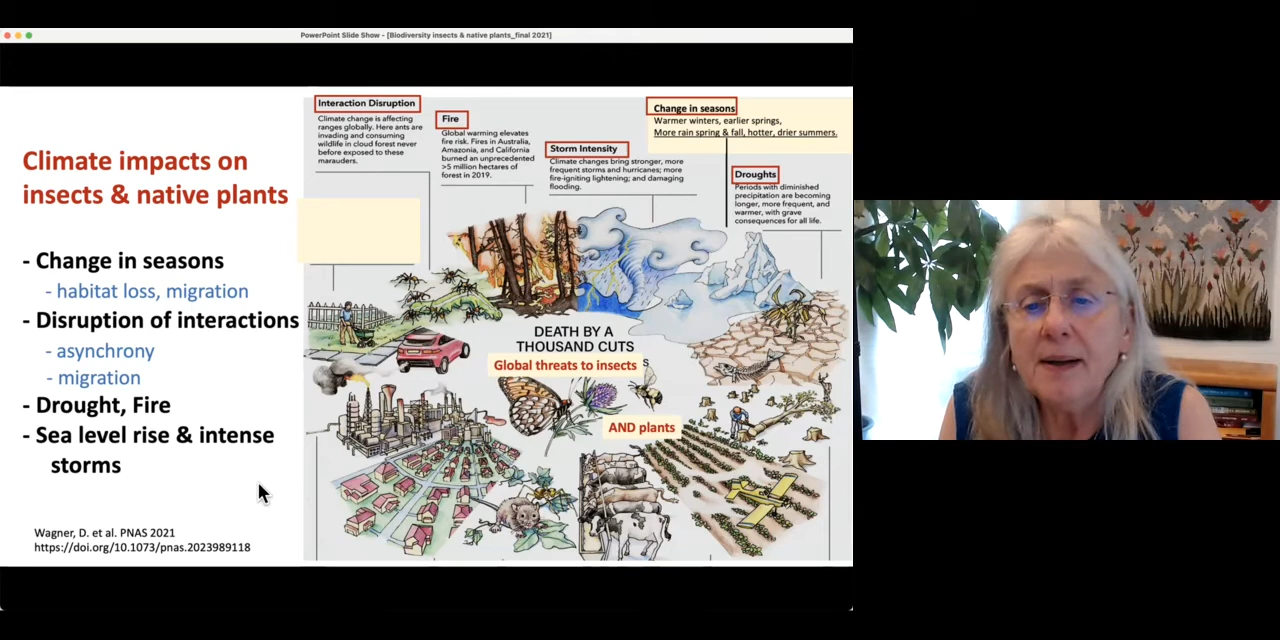 PowerPoint Slide Show - [Biodiversity insects & native plants_final 2021]
Climate impacts on
insects & native plants
- Change in seasons
- habitat loss, migration
- Disruption of interactions
- asynchrony
- migration
- Drought, Fire
- Sea level rise & intense
storms
Wagner, D. et al. PNAS 2021
https://doi.org/10.1073/pnas.2023989118
Interaction Disruption
Climate change is affecting
ranges globally. Here ants are
invading and consuming
wildlife in cloud forest never
before exposed to these
marauders.
Fire
Global warming elevates
fire risk. Fires in Australia,
Amazonia, and California
burned an unprecedented
>5 million hectares of
forest in 2019.
Storm Intensity
Climate changes bring stronger, more
frequent storms and hurricanes; more
fire-igniting lightening; and damaging
flooding.
Change in seasons
Warmer winters, earlier springs,
More rain spring & fall, hotter, drier summers.
Droughts
Periods with diminished
precipitation are becoming
longer, more frequent, and
warmer, with grave
consequences for all life.
DEATH BY A
THOUSAND CUTS
Global threats to insects
S
AND plants